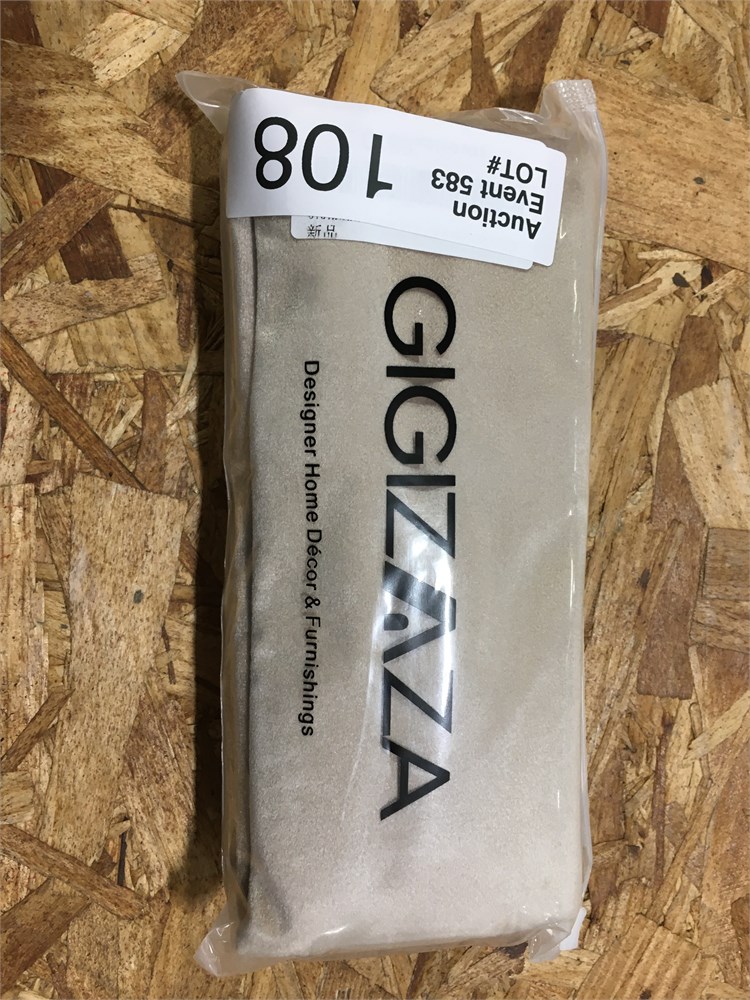 Auction
Event 583
LOT#
108
新品
GIGIZAZA
Designer Home Décor & Furnishings